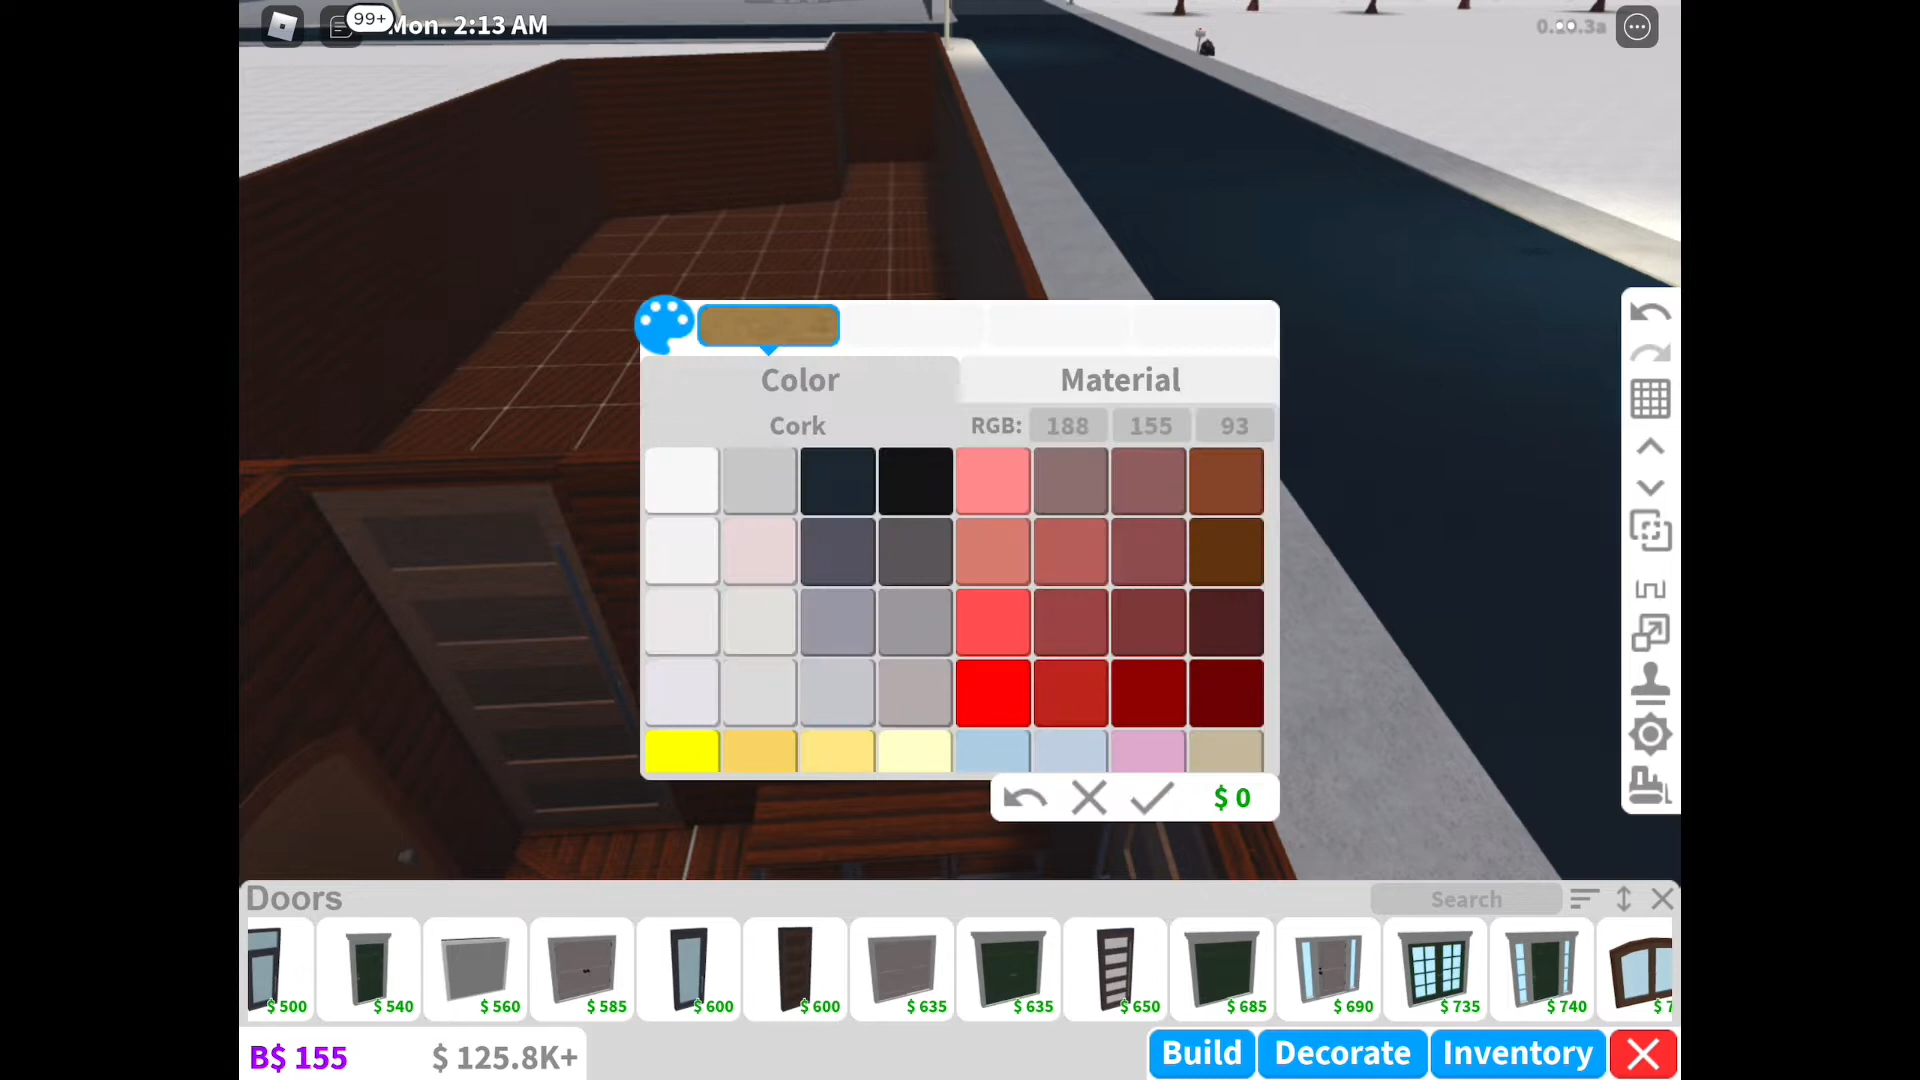 99+
Mon. 2:13 AM
Color
Material
Cork
RGB: 188 155 93
$ 0
Doors
Search
$ 500
$ 540
$ 560
$ 585
$ 600
$ 600
$ 635
$ 635
$ 650
$ 685
$ 690
$ 735
$ 740
B$ 155
$ 125.8K+
Build
Decorate
Inventory